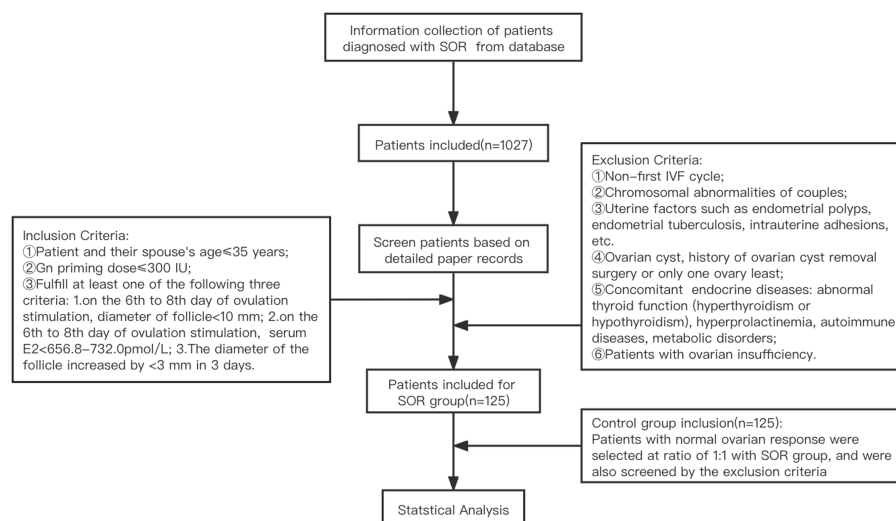 Information collection of patients
diagnosed with SOR from database
Patients included(n=1027)
Exclusion Criteria:
①Non-first IVF cycle;
②Chromosomal abnormalities of couples;
③Uterine factors such as endometrial polyps,
endometrial tuberculosis, intrauterine adhesions,
etc.
④Ovarian cyst, history of ovarian cyst removal
surgery or only one ovary least;
⑤Concomitant endocrine diseases: abnormal
thyroid function (hyperthyroidism or
hypothyroidism), hyperprolactinemia, autoimmune
diseases, metabolic disorders;
⑥Patients with ovarian insufficiency.
Screen patients based on
detailed paper records
Inclusion Criteria:
①Patient and their spouse's age≤35 years;
②Gn priming dose≤300 IU;
③Fulfill at least one of the following three
criteria: 1.on the 6th to 8th day of ovulation
stimulation, diameter of follicle<10 mm; 2.on the
6th to 8th day of ovulation stimulation, serum
E2<656.8-732.0pmol/L; 3.The diameter of the
follicle increased by <3 mm in 3 days.
Patients included for
SOR group(n=125)
Control group inclusion(n=125):
Patients with normal ovarian response were
selected at ratio of 1:1 with SOR group, and were
also screened by the exclusion criteria
Statstical Analysis